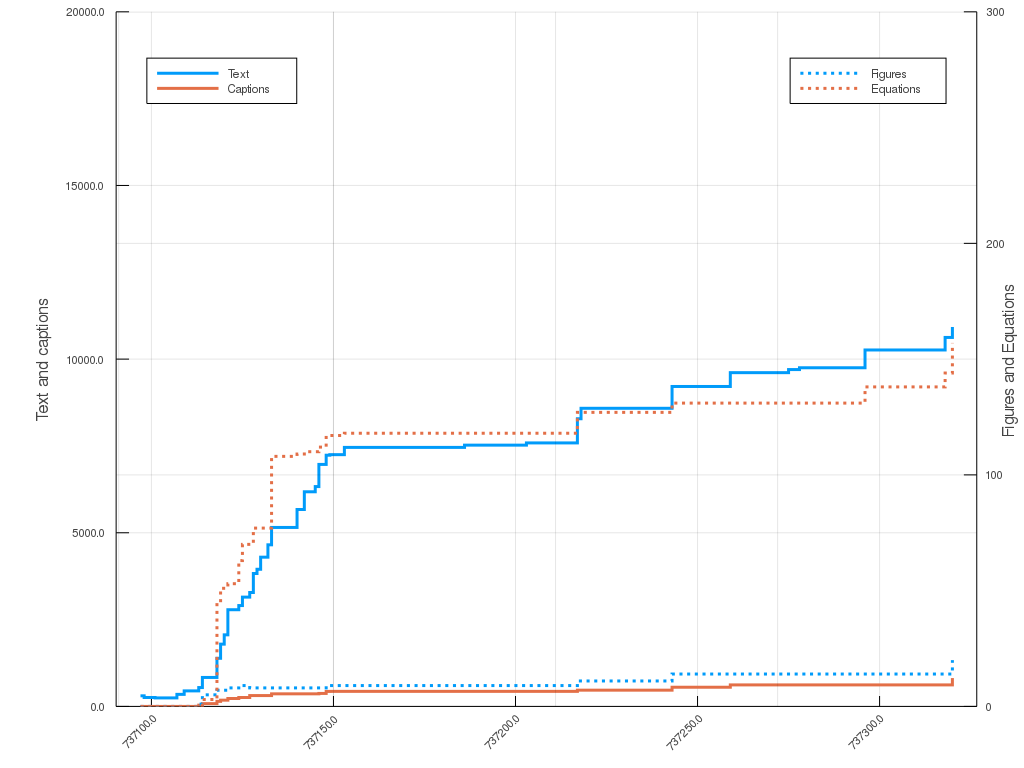 20000.0
15000.0
10000.0
5000.0
0.0
Text and captions
Text
Captions
Figures
Equations
300
200
100
0
Figures and Equations
737100.0
737150.0
737200.0
737250.0
737300.0